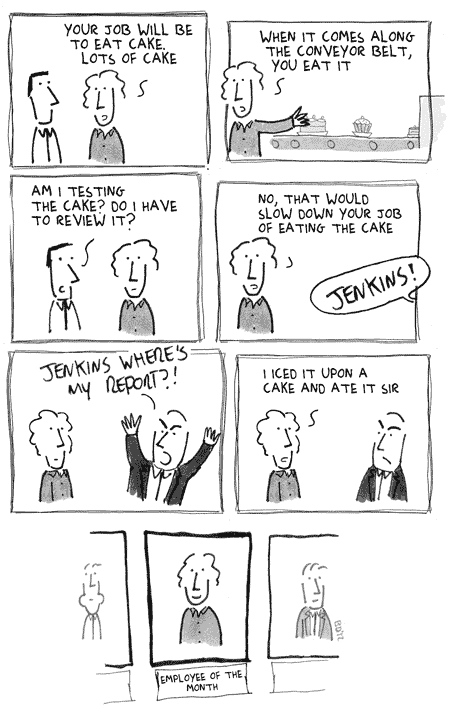 YOUR JOB WILL BE
TO EAT CAKE.
LOTS OF CAKE
WHEN IT COMES ALONG
THE CONVEYOR BELT,
YOU EAT IT
AM I TESTING
THE CAKE? DO I HAVE
TO REVIEW IT?
NO, THAT WOULD
SLOW DOWN YOUR JOB
OF EATING THE CAKE
JENKINS!
JENKINS WHERE'S
MY REPORT?!
I ICED IT UPON A
CAKE AND ATE IT SIR
EMPLOYEE OF THE
MONTH